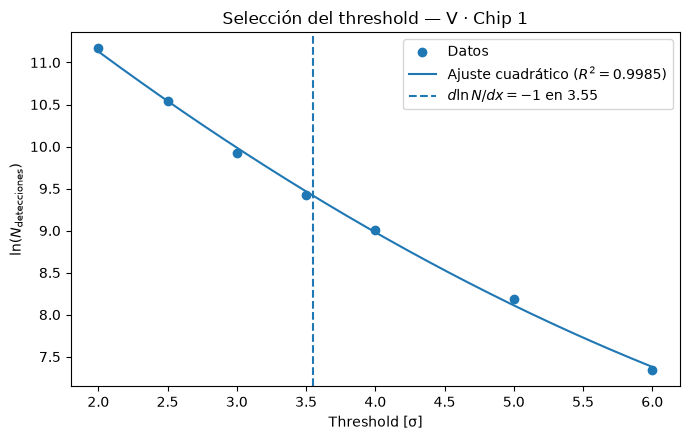 Selección del threshold — V · Chip 1
Datos
Ajuste cuadrático (R² = 0.9985)
d ln N/dx = −1 en 3.55
ln(N_detecciones)
11.0
10.5
10.0
9.5
9.0
8.5
8.0
7.5
2.0 2.5 3.0 3.5 4.0 4.5 5.0 5.5 6.0
Threshold [σ]